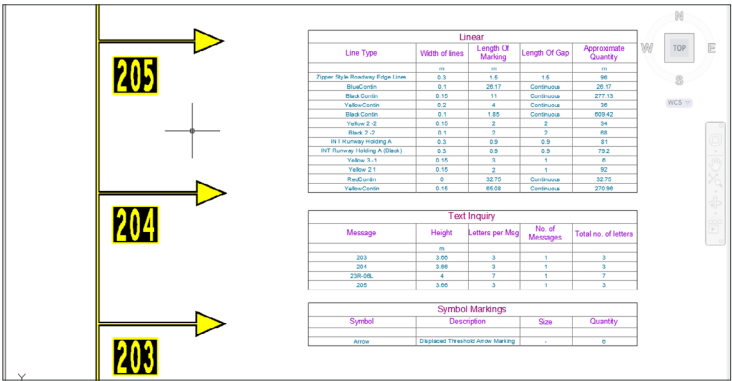 205
204
203
Linear
Line Type Width of lines Length Of Marking Length Of Gap Approximate Quantity
m m m
Zipper Style Roadway Edge Lines 0.3 1.5 1.5 96
BlueContin 0.1 26.17 Continuous 26.17
BlackContin 0.15 11 Continuous 277.13
YellowContin 0.2 4 Continuous 36
BlackContin 0.1 1.85 Continuous 609.42
Yellow 2 -2 0.15 2 2 34
Black 2 -2 0.1 2 2 68
INT Runway Holding A 0.3 0.9 0.9 81
INT Runway Holding A (Black) 0.3 0.9 0.9 79.2
Yellow 3 -1 0.15 3 1 6
Yellow 2 1 0.15 2 1 92
RedContin 0 32.75 Continuous 32.75
YellowContin 0.15 66.08 Continuous 270.96
Text Inquiry
Message Height Letters per Msg No. of Messages Total no. of letters
m
203 3.66 3 1 3
204 3.66 3 1 3
23R-06L 4 7 1 7
205 3.66 3 1 3
Symbol Markings
Symbol Description Size Quantity
Arrow Displaced Threshold Arrow Marking - 6
N
W TOP E
S
WCS
Y